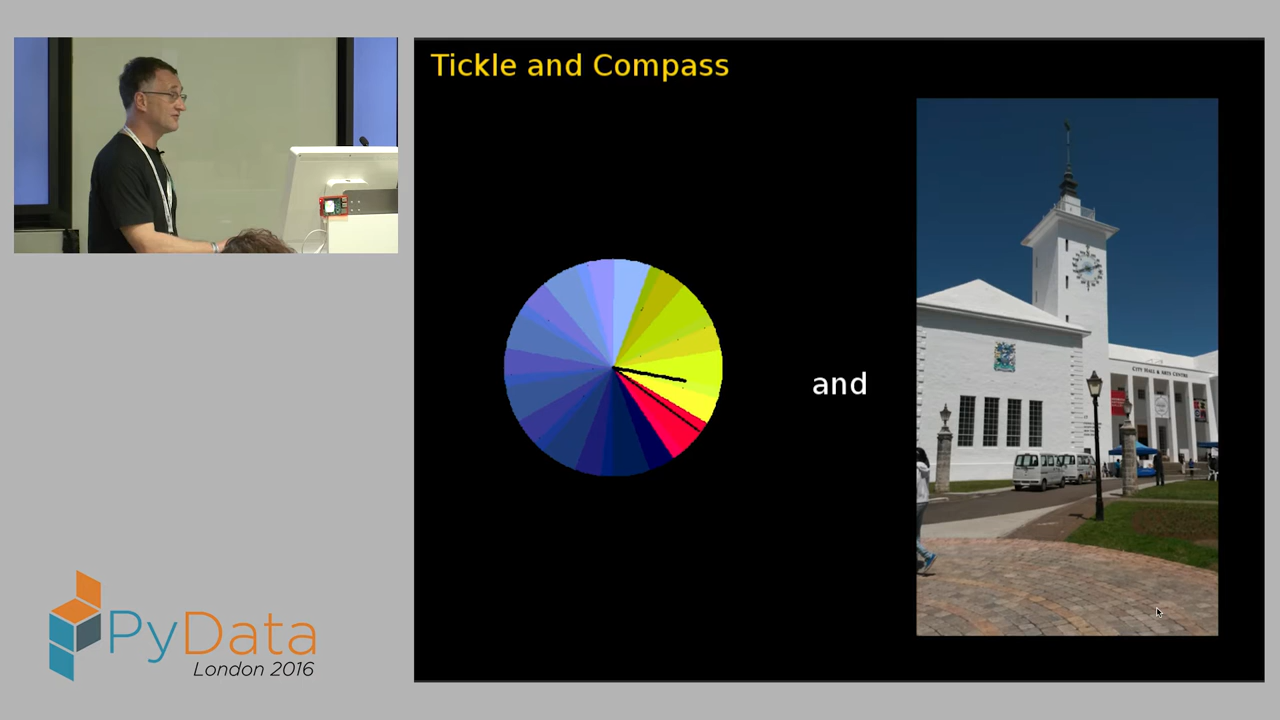 Tickle and Compass
and
CITY HALL & ARTS CENTRE
PyData
London 2016